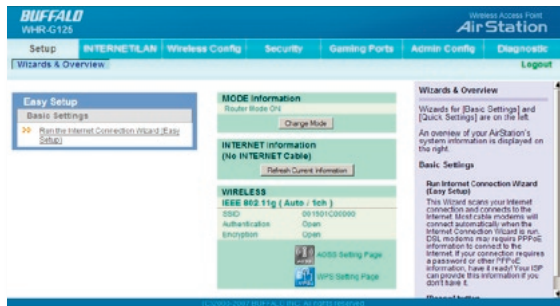 BUFFALO
WHR-G125
Wireless Access Point
AirStation
Setup INTERNET/LAN Wireless Config Security Gaming Ports Admin Config Diagnostic
Wizards & Overview
Logout
Easy Setup
Basic Settings
Run the Internet Connection Wizard (Easy Setup)
MODE Information
Router Mode ON
Change Mode
INTERNET Information
(No INTERNET Cable)
Refresh Current Information
WIRELESS
IEEE 802.11g ( Auto / 1ch )
SSID 001601C00000
Authentication Open
Encryption Open
AOSS Setting Page
WPS Setting Page
Wizards & Overview
Wizards for [Basic Settings] and
[Quick Settings] are on the left.
An overview of your AirStation's
system information is displayed on
the right.
Basic Settings
Run Internet Connection Wizard
(Easy Setup)
This Wizard scans your Internet
connection and connects to the
Internet. Most cable modems will
connect automatically when the
Internet Connection Wizard is run.
DSL modems may require PPPoE
information to connect to the
Internet. If your connection requires
a password or other PPPoE
information, have it ready! Your ISP
can provide this information if you
don't have it.
(C)2003-2007 BUFFALO INC. All rights reserved.